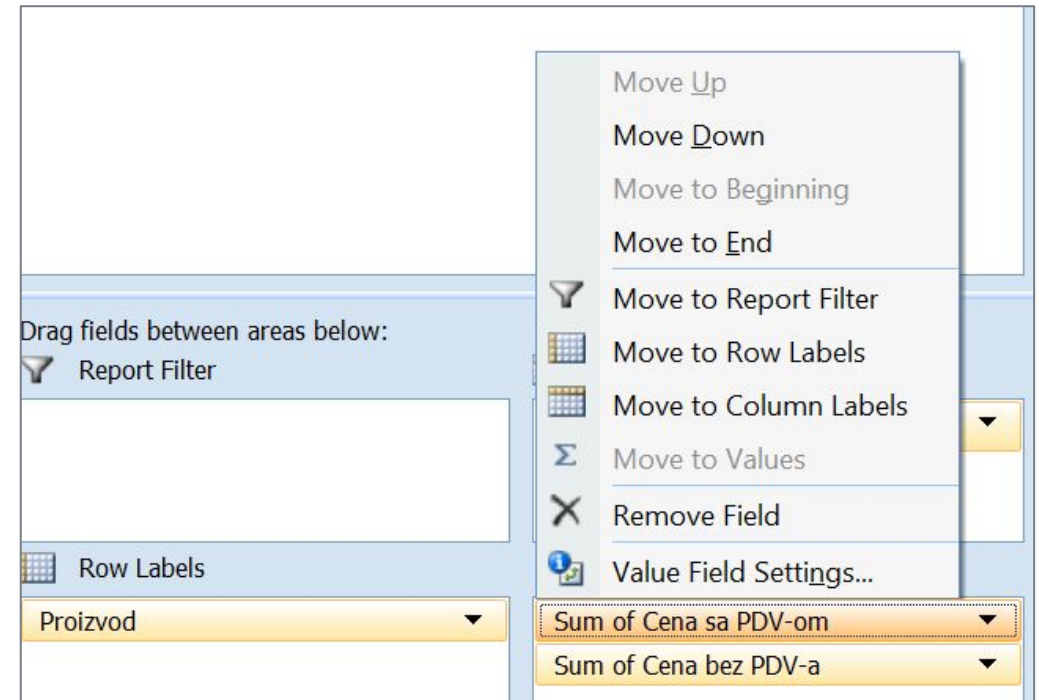 Move Up
Move Down
Move to Beginning
Move to End
Move to Report Filter
Move to Row Labels
Move to Column Labels
Move to Values
Remove Field
Value Field Settings...
Drag fields between areas below:
Report Filter
Row Labels
Proizvod
Sum of Cena sa PDV-om
Sum of Cena bez PDV-a